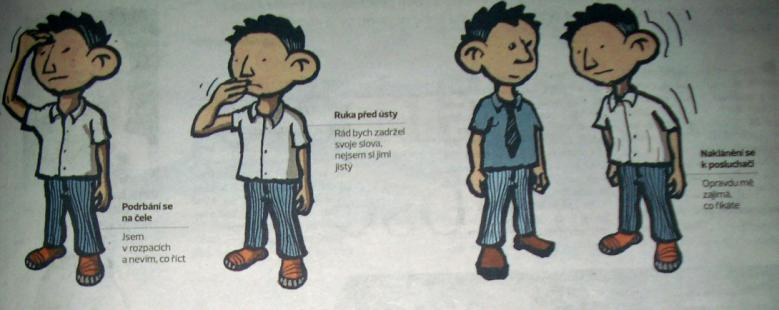 Podrbání se
na čele
Jsem
v rozpacích
a nevím, co říct
Ruka před ústy
Rád bych zadržel
svoje slova,
nejsem si jimi
jistý
Naklánění se
k posluchači
Opravdu mě
zajímá,
co říkáte